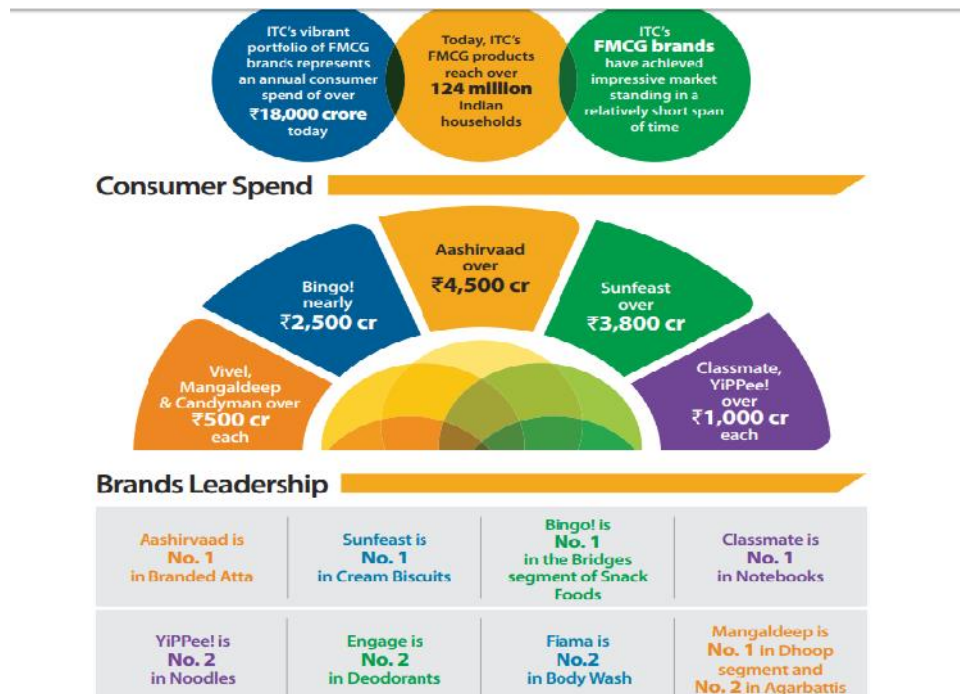 ITC's vibrant
portfolio of FMCG
brands represents
an annual consumer
spend of over
₹18,000 crore
today
Today, ITC's
FMCG products
reach over
124 million
Indian
households
ITC's
FMCG brands
have achieved
impressive market
standing in a
relatively short span
of time
Consumer Spend
Vivel,
Mangaldeep
& Candyman over
₹500 cr
each
Bingo!
nearly
₹2,500 cr
Aashirvaad
over
₹4,500 cr
Sunfeast
over
₹3,800 cr
Classmate,
YiPPee!
over
₹1,000 cr
each
Brands Leadership
Aashirvaad is
No. 1
in Branded Atta
Sunfeast is
No. 1
in Cream Biscuits
Bingo! is
No. 1
in the Bridges
segment of Snack
Foods
Classmate is
No. 1
in Notebooks
YiPPee! is
No. 2
in Noodles
Engage is
No. 2
in Deodorants
Fiama is
No.2
in Body Wash
Mangaldeep is
No. 1 in Dhoop
segment and
No. 2 in Agarbattis